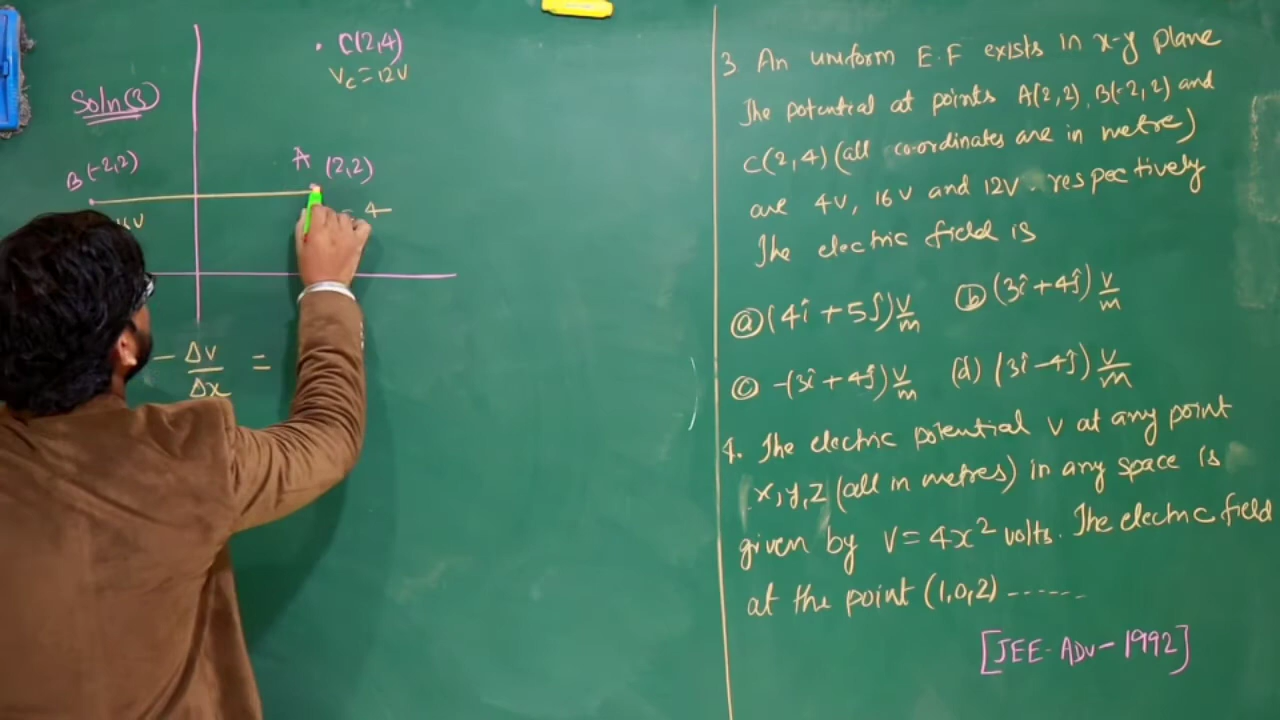 Soln(3)
. C(2,4)
Vc=12V
B(-2,2)
A (2,2)
16V
= 4
- Δv/Δx =
3 An uniform E.F exists in x-y plane
The potential at points A(2,2), B(-2,2) and
C(2,4) (all co-ordinates are in metre)
are 4V, 16V and 12V. respectively
The electric field is
(a) (4î + 5ĵ) V/m (b) (3î + 4ĵ) V/m
(c) -(3î + 4ĵ) V/m (d) (3î - 4ĵ) V/m
4. The electric potential V at any point
x, y, z (all in metres) in any space is
given by V = 4x² volts. The electric field
at the point (1,0,2) ------
[JEE-Adv-1992]